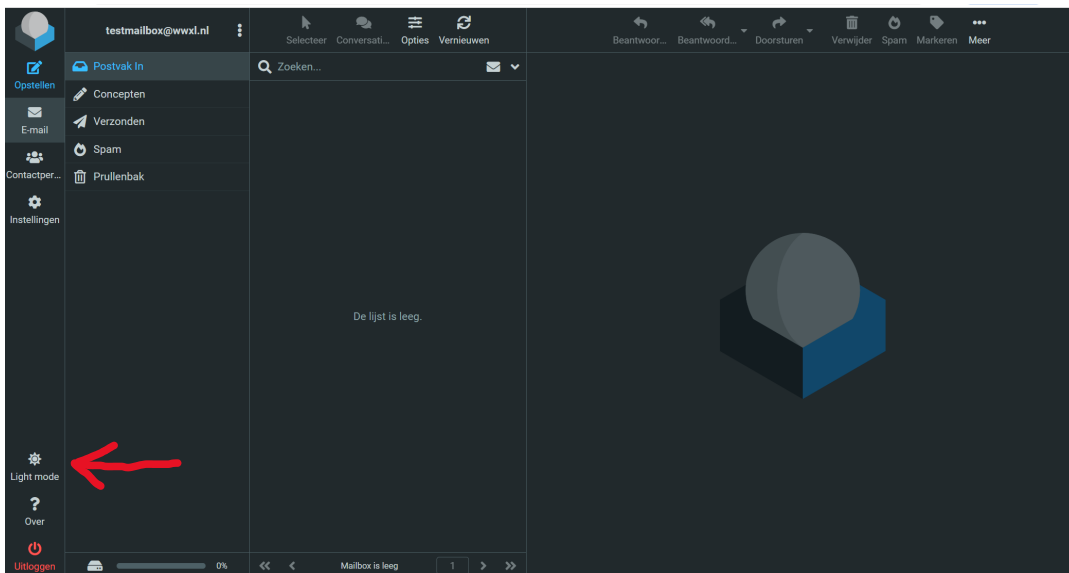 testmailbox@wwxl.nl
Selecteer Conversati... Opties Vernieuwen
Beantwoor... Beantwoord... Doorsturen Verwijder Spam Markeren Meer
Opstellen
E-mail
Contactper...
Instellingen
Light mode
Over
Uitloggen
Postvak In
Concepten
Verzonden
Spam
Prullenbak
0%
Zoeken...
De lijst is leeg.
Mailbox is leeg 1